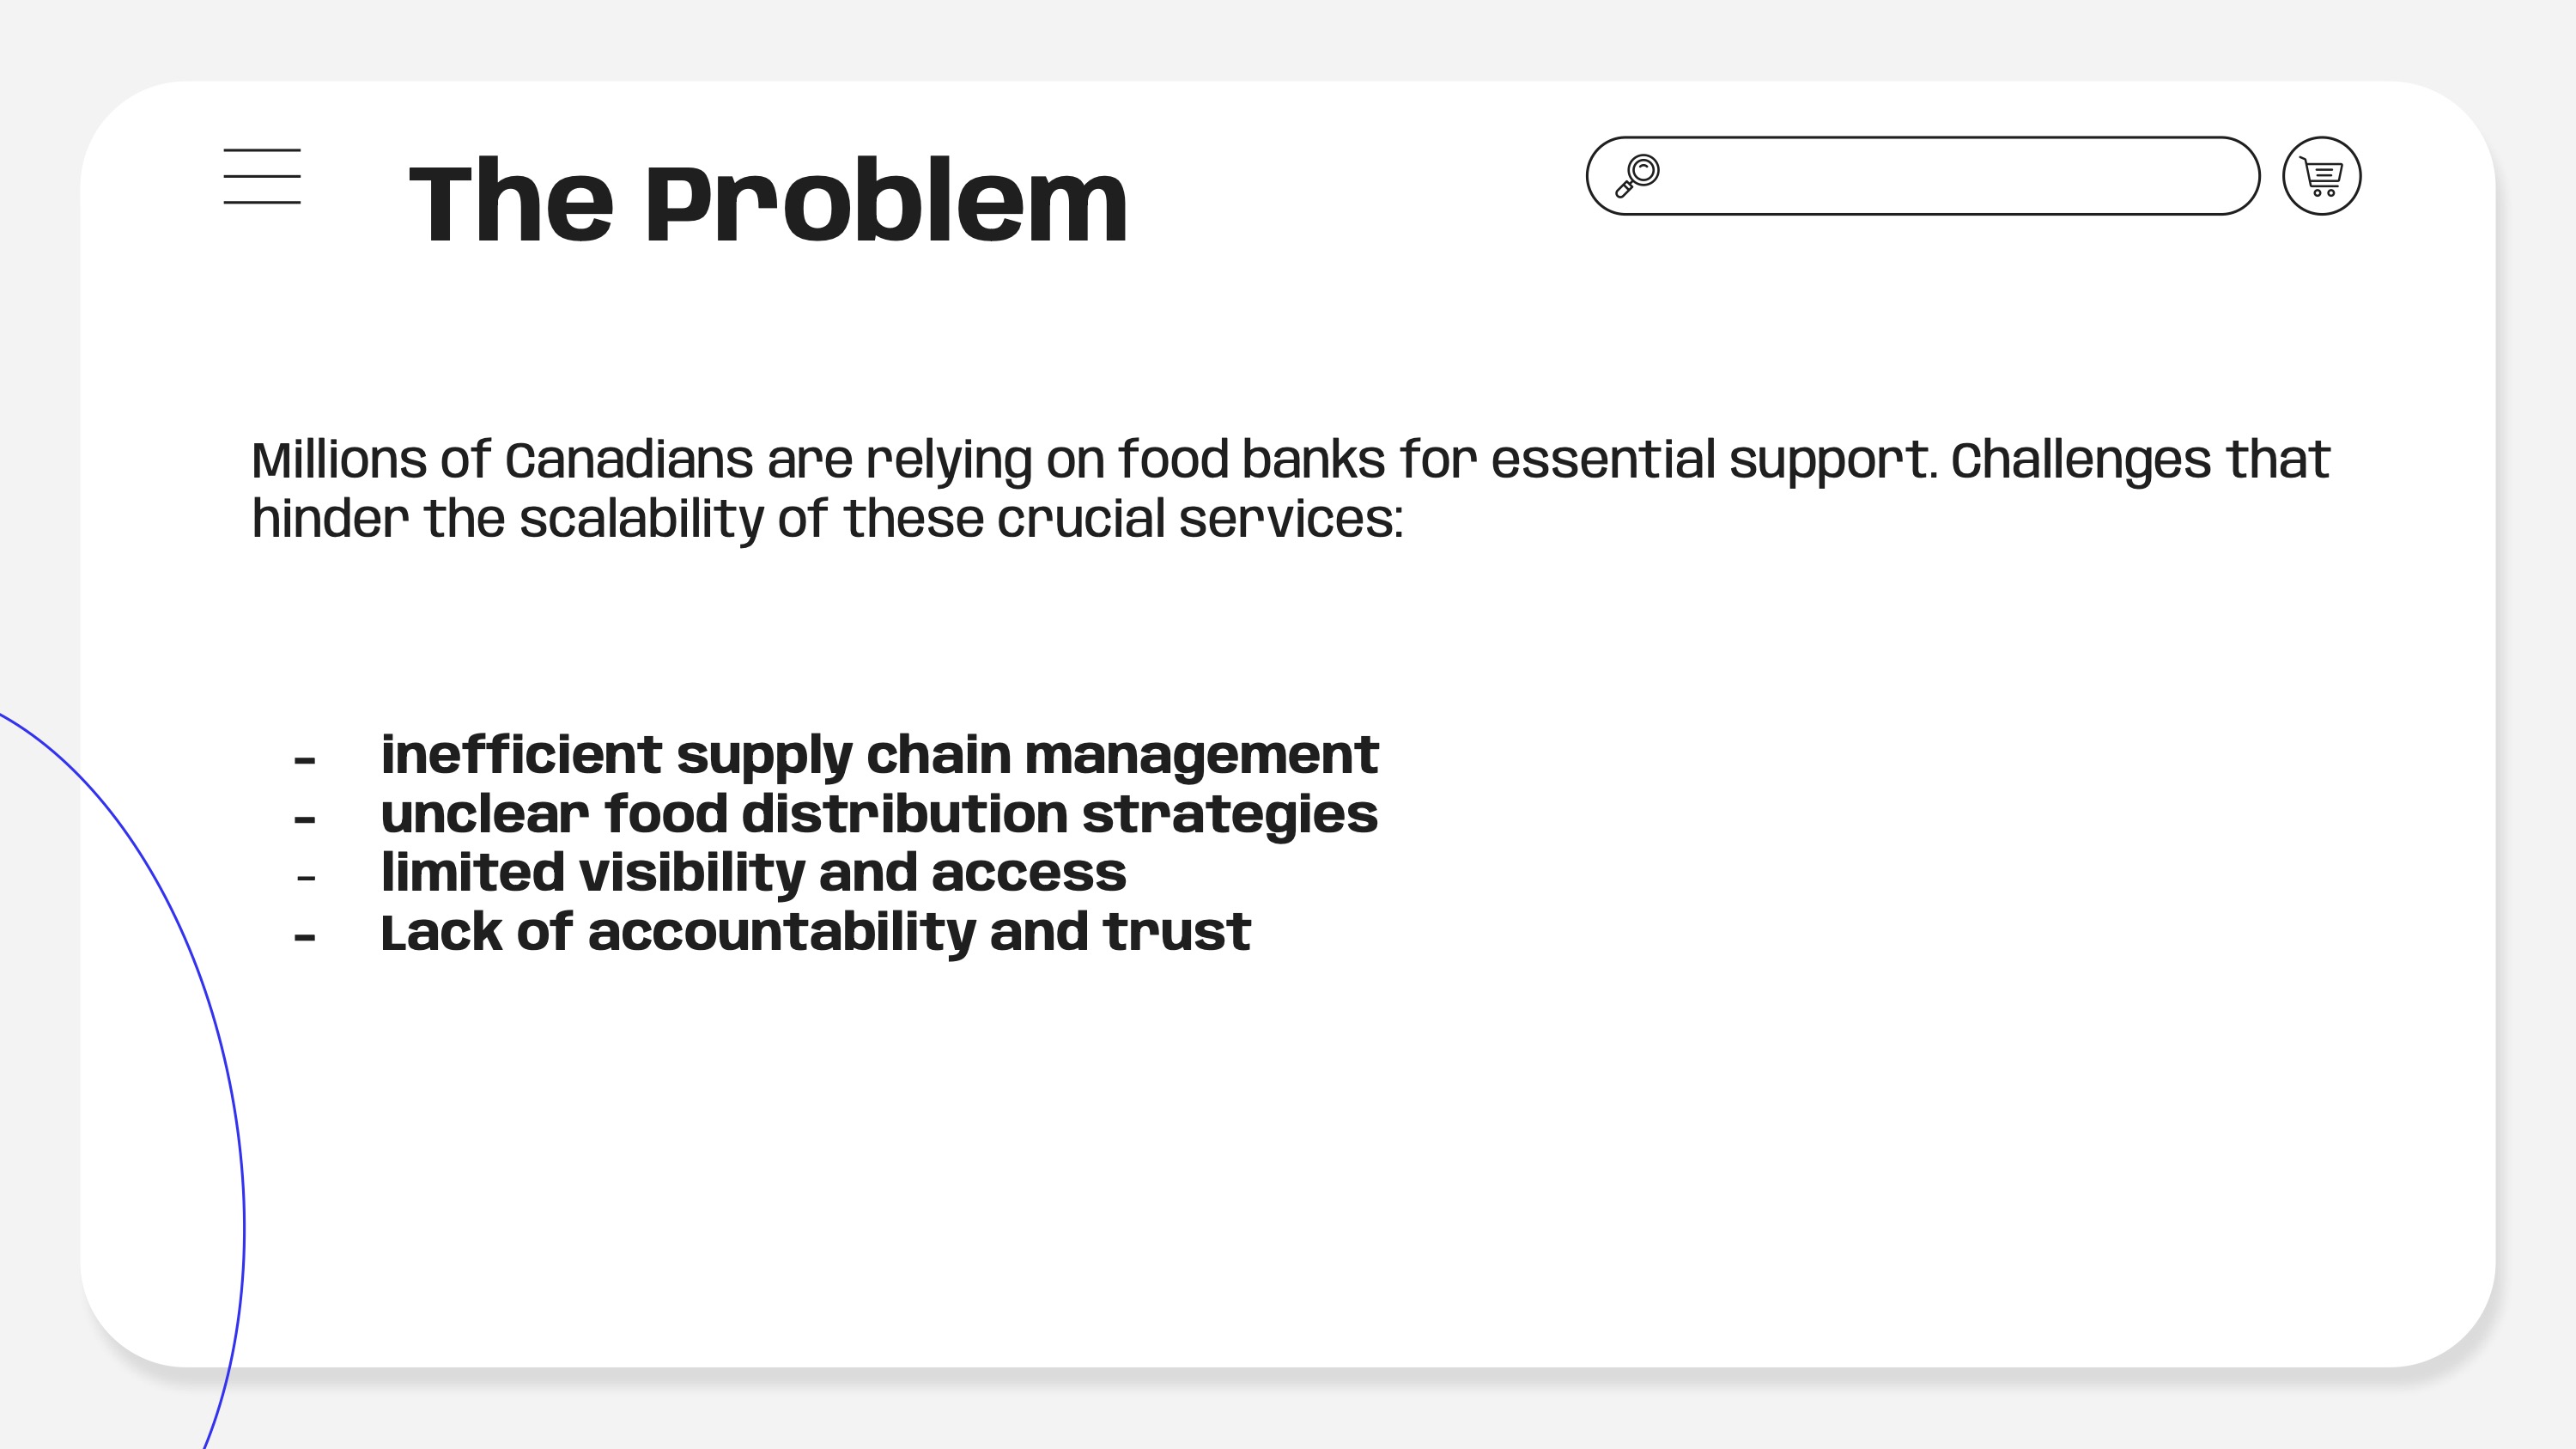 The Problem
Millions of Canadians are relying on food banks for essential support. Challenges that
hinder the scalability of these crucial services:
- inefficient supply chain management
- unclear food distribution strategies
- limited visibility and access
- Lack of accountability and trust